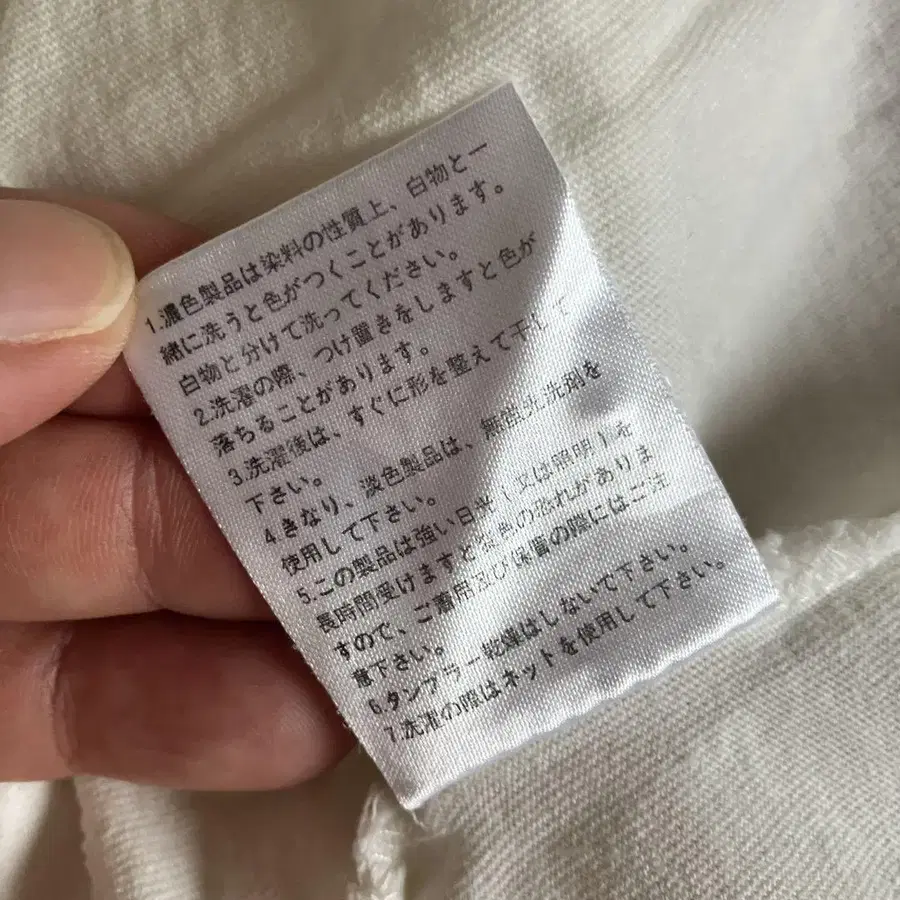 1.濃色製品は染料の性質上、白物と一
緒に洗うと色がつくことがあります。
白物と分けて洗ってください。
2.洗濯の際、つけ置きをしますと色が
落ちることがあります。
3.洗濯後は、すぐに形を整えて干して
下さい。
4.きなり、淡色製品は、無蛍光洗剤を
使用して下さい。
5.この製品は強い日光(又は照明)を
長時間受けますと変色の恐れがありま
すので、ご着用及び保管の際にはご注
意下さい。
6.タンブラー乾燥はしないで下さい。
7.洗濯の際はネットを使用して下さい。